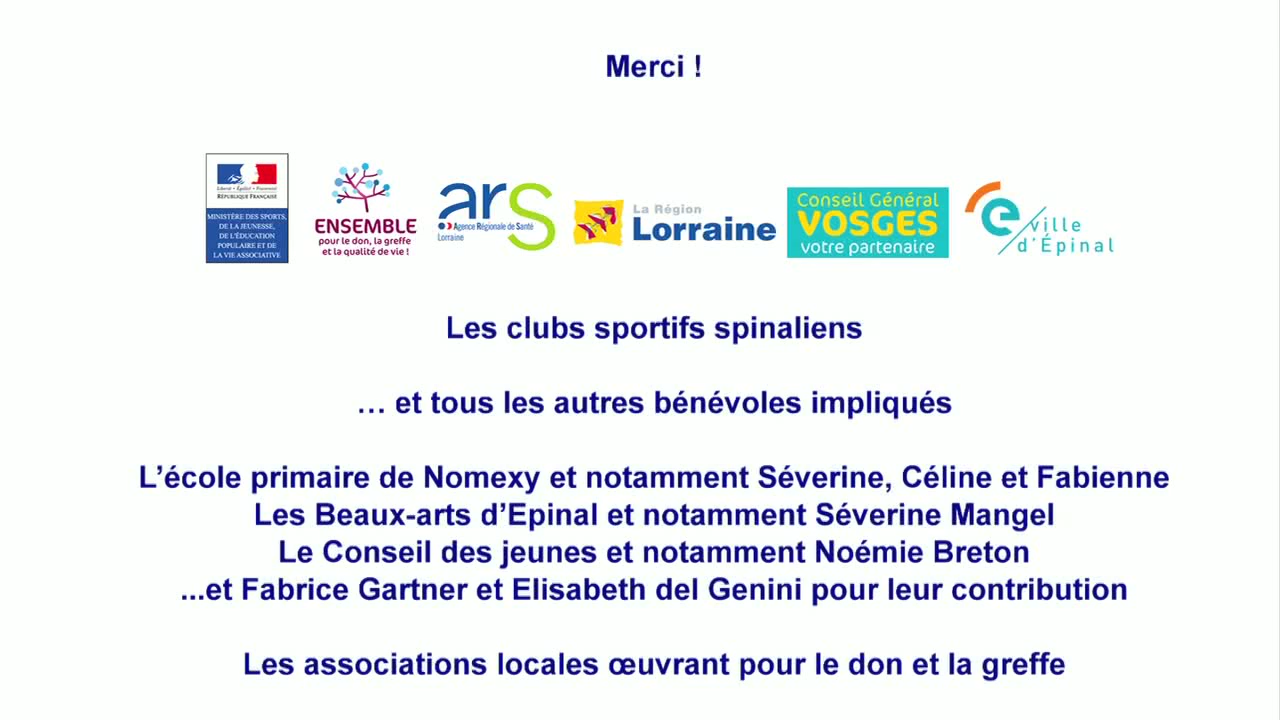 Merci !
Liberté • Égalité • Fraternité
RÉPUBLIQUE FRANÇAISE
MINISTÈRE DES SPORTS,
DE LA JEUNESSE,
DE L'ÉDUCATION
POPULAIRE ET DE
LA VIE ASSOCIATIVE
ENSEMBLE
pour le don, la greffe
et la qualité de vie !
ars
Agence Régionale de Santé
Lorraine
La Région
Lorraine
Conseil Général
VOSGES
votre partenaire
e ville
d'Épinal
Les clubs sportifs spinaliens
… et tous les autres bénévoles impliqués
L’école primaire de Nomexy et notamment Séverine, Céline et Fabienne
Les Beaux-arts d’Epinal et notamment Séverine Mangel
Le Conseil des jeunes et notamment Noémie Breton
...et Fabrice Gartner et Elisabeth del Genini pour leur contribution
Les associations locales œuvrant pour le don et la greffe